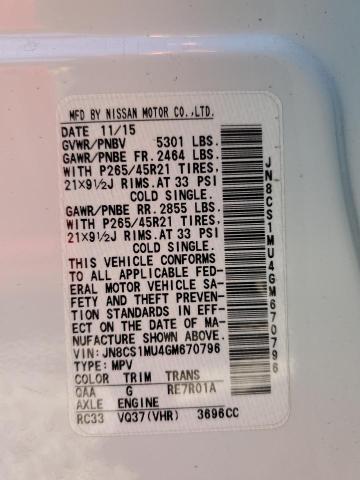 MFD BY NISSAN MOTOR CO.,LTD.
DATE 11/15
GVWR/PNBV 5301 LBS.
GAWR/PNBE FR. 2464 LBS.
WITH P265/45R21 TIRES,
21X9½J RIMS.AT 33 PSI
COLD SINGLE.
GAWR/PNBE RR. 2855 LBS.
WITH P265/45R21 TIRES,
21X9½J RIMS.AT 33 PSI
COLD SINGLE.
THIS VEHICLE CONFORMS
TO ALL APPLICABLE FED-
ERAL MOTOR VEHICLE SA-
FETY AND THEFT PREVEN-
TION STANDARDS IN EFF-
ECT ON THE DATE OF MA-
NUFACTURE SHOWN ABOVE.
VIN:JN8CS1MU4GM670796
TYPE: MPV
COLOR TRIM TRANS
QAA G RE7R01A
AXLE ENGINE
RC33 VQ37(VHR) 3696CC
JN8CS1MU4GM670796